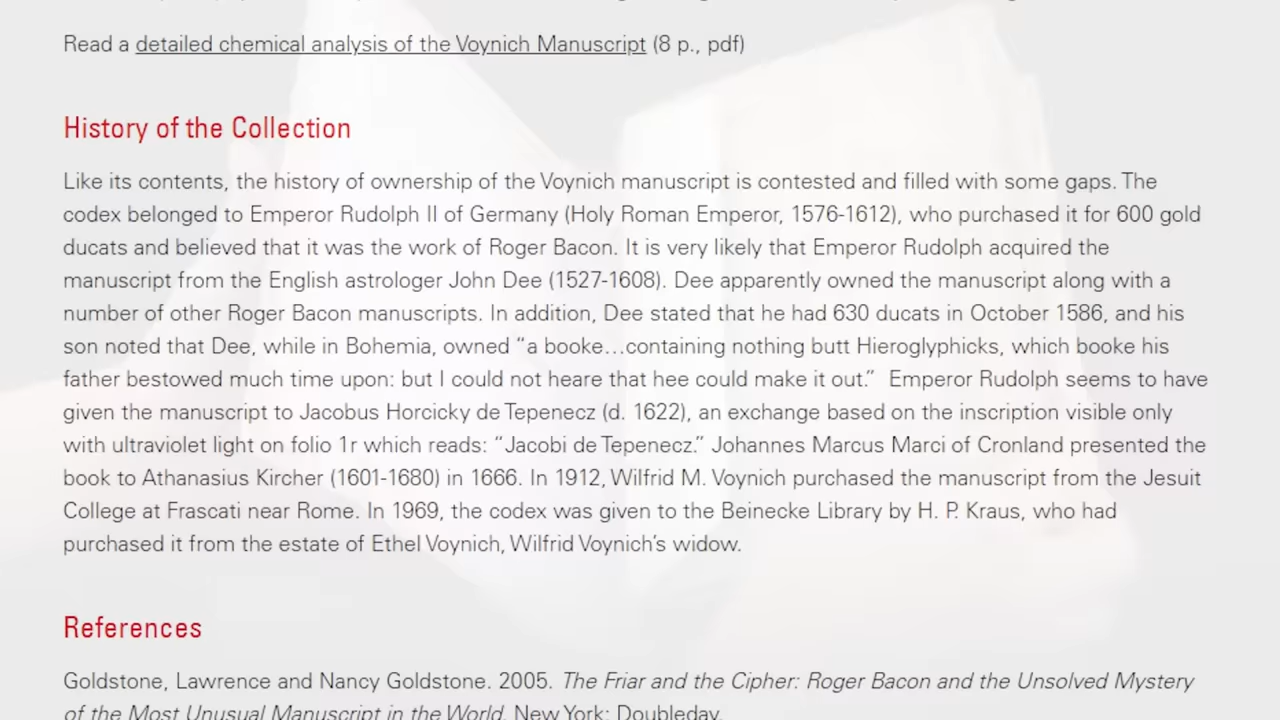 Read a detailed chemical analysis of the Voynich Manuscript (8 p., pdf)
History of the Collection
Like its contents, the history of ownership of the Voynich manuscript is contested and filled with some gaps. The
codex belonged to Emperor Rudolph II of Germany (Holy Roman Emperor, 1576-1612), who purchased it for 600 gold
ducats and believed that it was the work of Roger Bacon. It is very likely that Emperor Rudolph acquired the
manuscript from the English astrologer John Dee (1527-1608). Dee apparently owned the manuscript along with a
number of other Roger Bacon manuscripts. In addition, Dee stated that he had 630 ducats in October 1586, and his
son noted that Dee, while in Bohemia, owned “a booke…containing nothing butt Hieroglyphicks, which booke his
father bestowed much time upon: but I could not heare that hee could make it out.” Emperor Rudolph seems to have
given the manuscript to Jacobus Horcicky de Tepenecz (d. 1622), an exchange based on the inscription visible only
with ultraviolet light on folio 1r which reads: “Jacobi de Tepenecz.” Johannes Marcus Marci of Cronland presented the
book to Athanasius Kircher (1601-1680) in 1666. In 1912, Wilfrid M. Voynich purchased the manuscript from the Jesuit
College at Frascati near Rome. In 1969, the codex was given to the Beinecke Library by H. P. Kraus, who had
purchased it from the estate of Ethel Voynich, Wilfrid Voynich’s widow.
References
Goldstone, Lawrence and Nancy Goldstone. 2005. The Friar and the Cipher: Roger Bacon and the Unsolved Mystery
of the Most Unusual Manuscript in the World. New York: Doubleday.